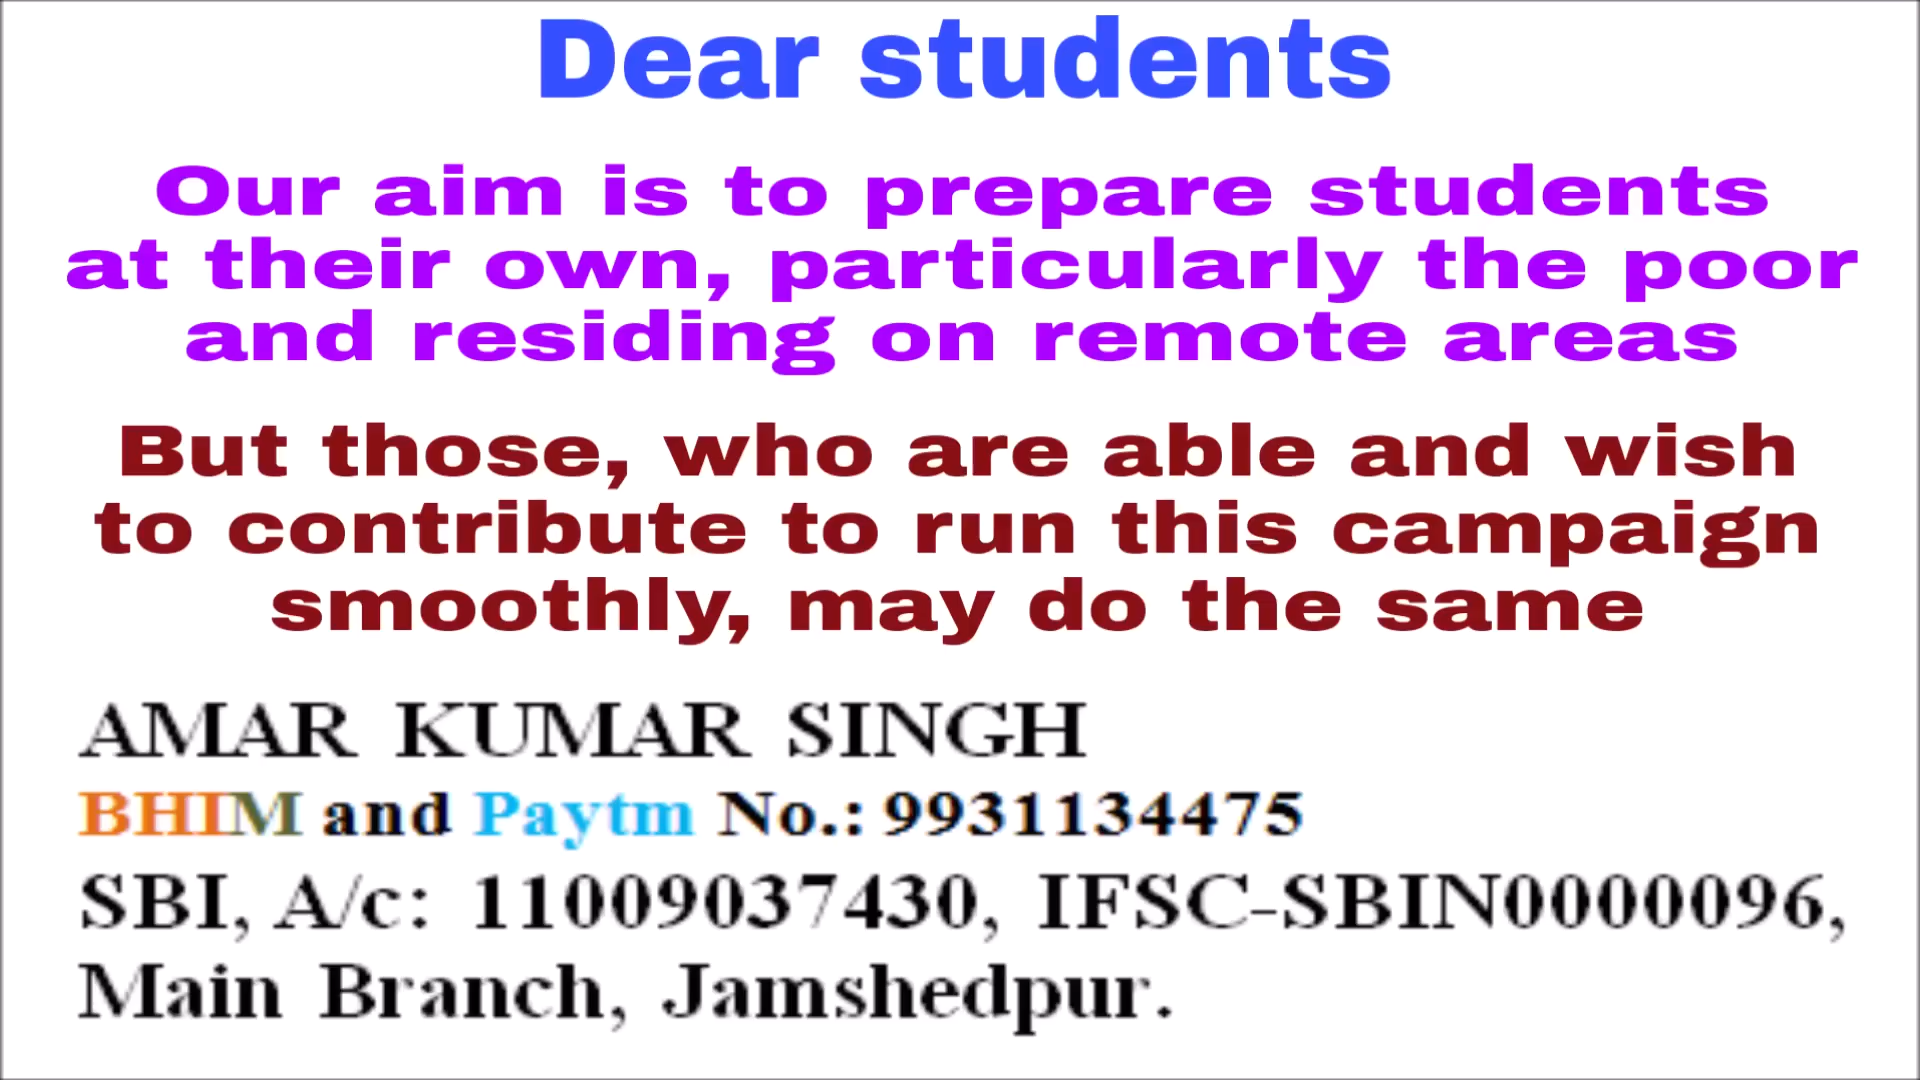 Dear students
Our aim is to prepare students
at their own, particularly the poor
and residing on remote areas
But those, who are able and wish
to contribute to run this campaign
smoothly, may do the same
AMAR KUMAR SINGH
BHIM and Paytm No.: 9931134475
SBI, A/c: 11009037430, IFSC-SBIN0000096,
Main Branch, Jamshedpur.